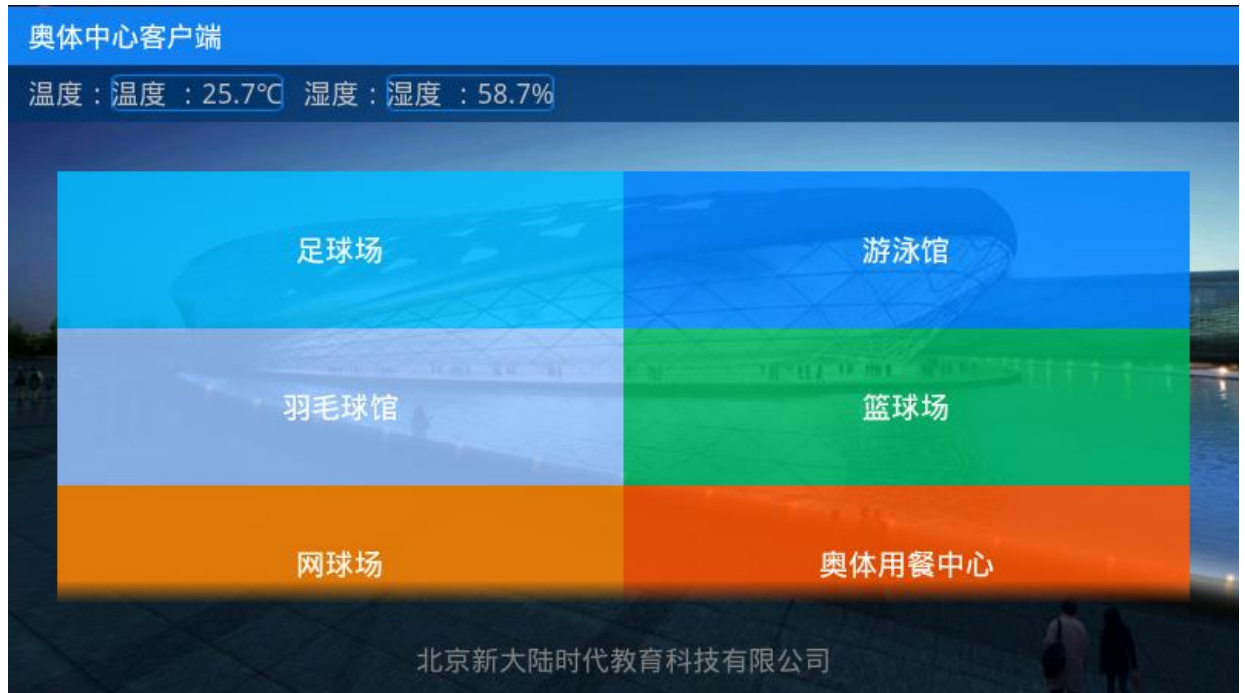 奥体中心客户端
温度：温度 ：25.7℃ 湿度：湿度 ：58.7%
足球场 游泳馆
羽毛球馆 篮球场
网球场 奥体用餐中心
北京新大陆时代教育科技有限公司